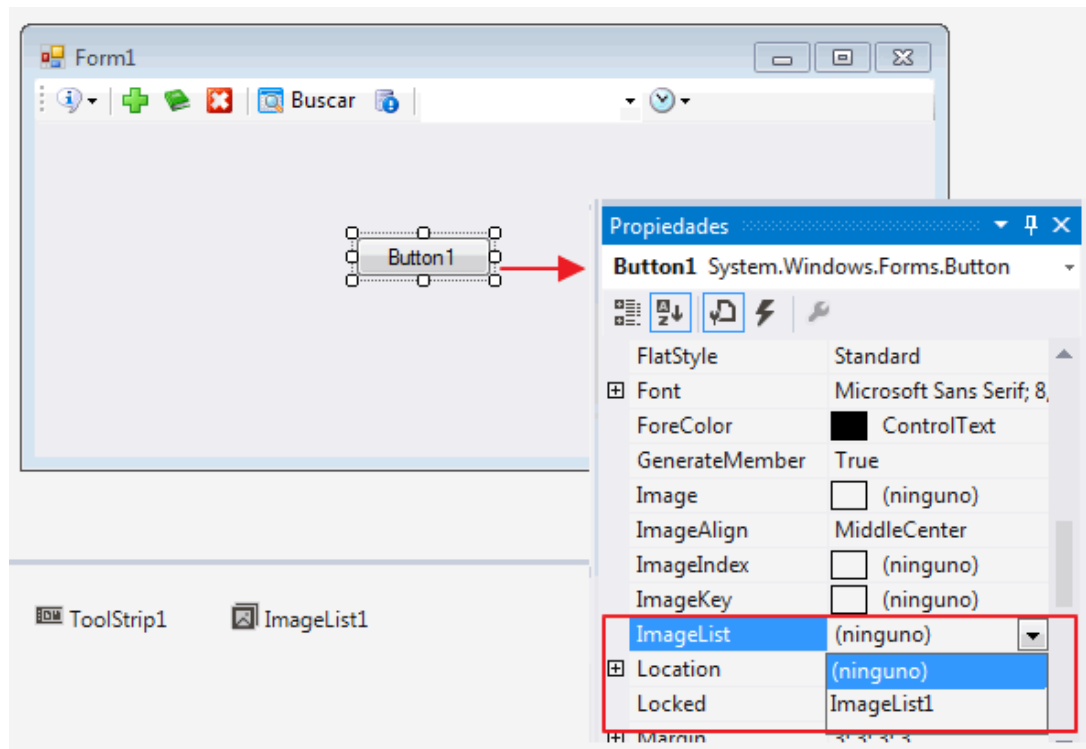 Form1
Buscar
Button1
Propiedades
Button1 System.Windows.Forms.Button
FlatStyle Standard
Font Microsoft Sans Serif; 8,
ForeColor ControlText
GenerateMember True
Image (ninguno)
ImageAlign MiddleCenter
ImageIndex (ninguno)
ImageKey (ninguno)
ImageList (ninguno)
Location (ninguno)
Locked ImageList1
Margin
ToolStrip1 ImageList1